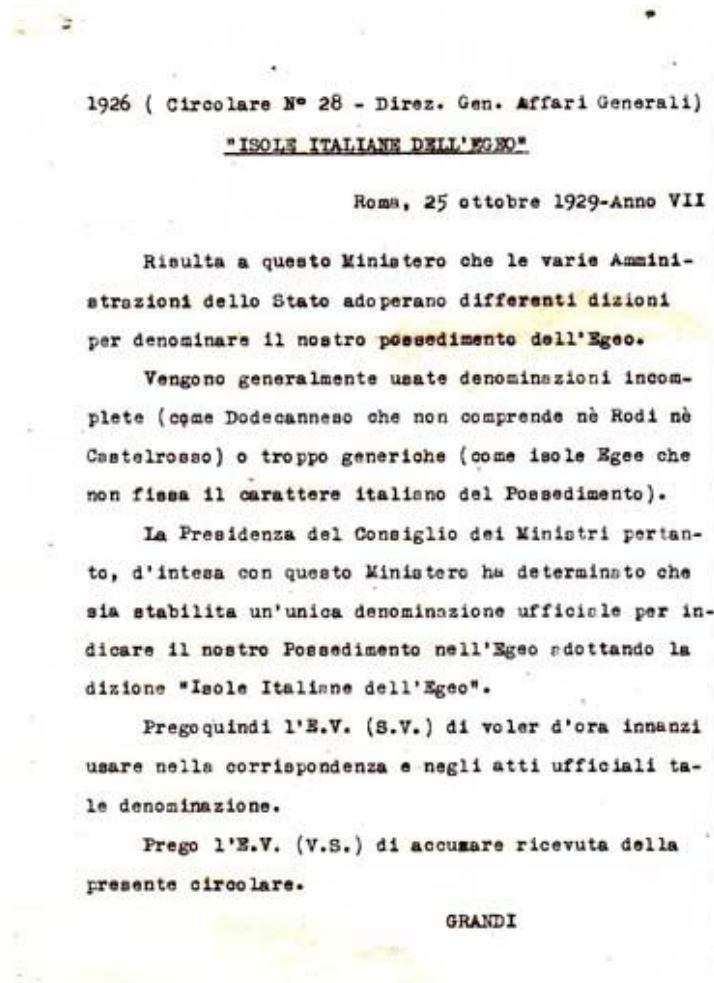 1926 ( Circolare Nº 28 - Direz. Gen. Affari Generali)
"ISOLE ITALIANE DELL'EGEO"
Roma, 25 ottobre 1929-Anno VII
Risulta a questo Ministero che le varie Ammini-
strazioni dello Stato adoperano differenti dizioni
per denominare il nostro possedimento dell'Egeo.
Vengono generalmente usate denominazioni incom-
plete (come Dodecanneso che non comprende nè Rodi nè
Castelrosso) o troppo generiche (come isole Egee che
non fissa il carattere italiano del Possedimento).
La Presidenza del Consiglio dei Ministri pertan-
to, d'intesa con questo Ministero ha determinato che
sia stabilita un'unica denominazione ufficiale per in-
dicare il nostro Possedimento nell'Egeo adottando la
dizione "Isole Italiane dell'Egeo".
Pregoquindi l'E.V. (S.V.) di voler d'ora innanzi
usare nella corrispondenza e negli atti ufficiali ta-
le denominazione.
Prego l'E.V. (V.S.) di accusare ricevuta della
presente circolare.
GRANDI